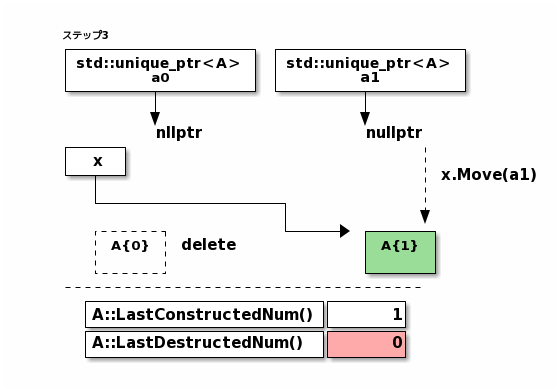 ステップ3
std::unique_ptr<A>
a0
std::unique_ptr<A>
a1
nllptr
nullptr
x
x.Move(a1)
A{0}
delete
A{1}
A::LastConstructedNum()
1
A::LastDestructedNum()
0